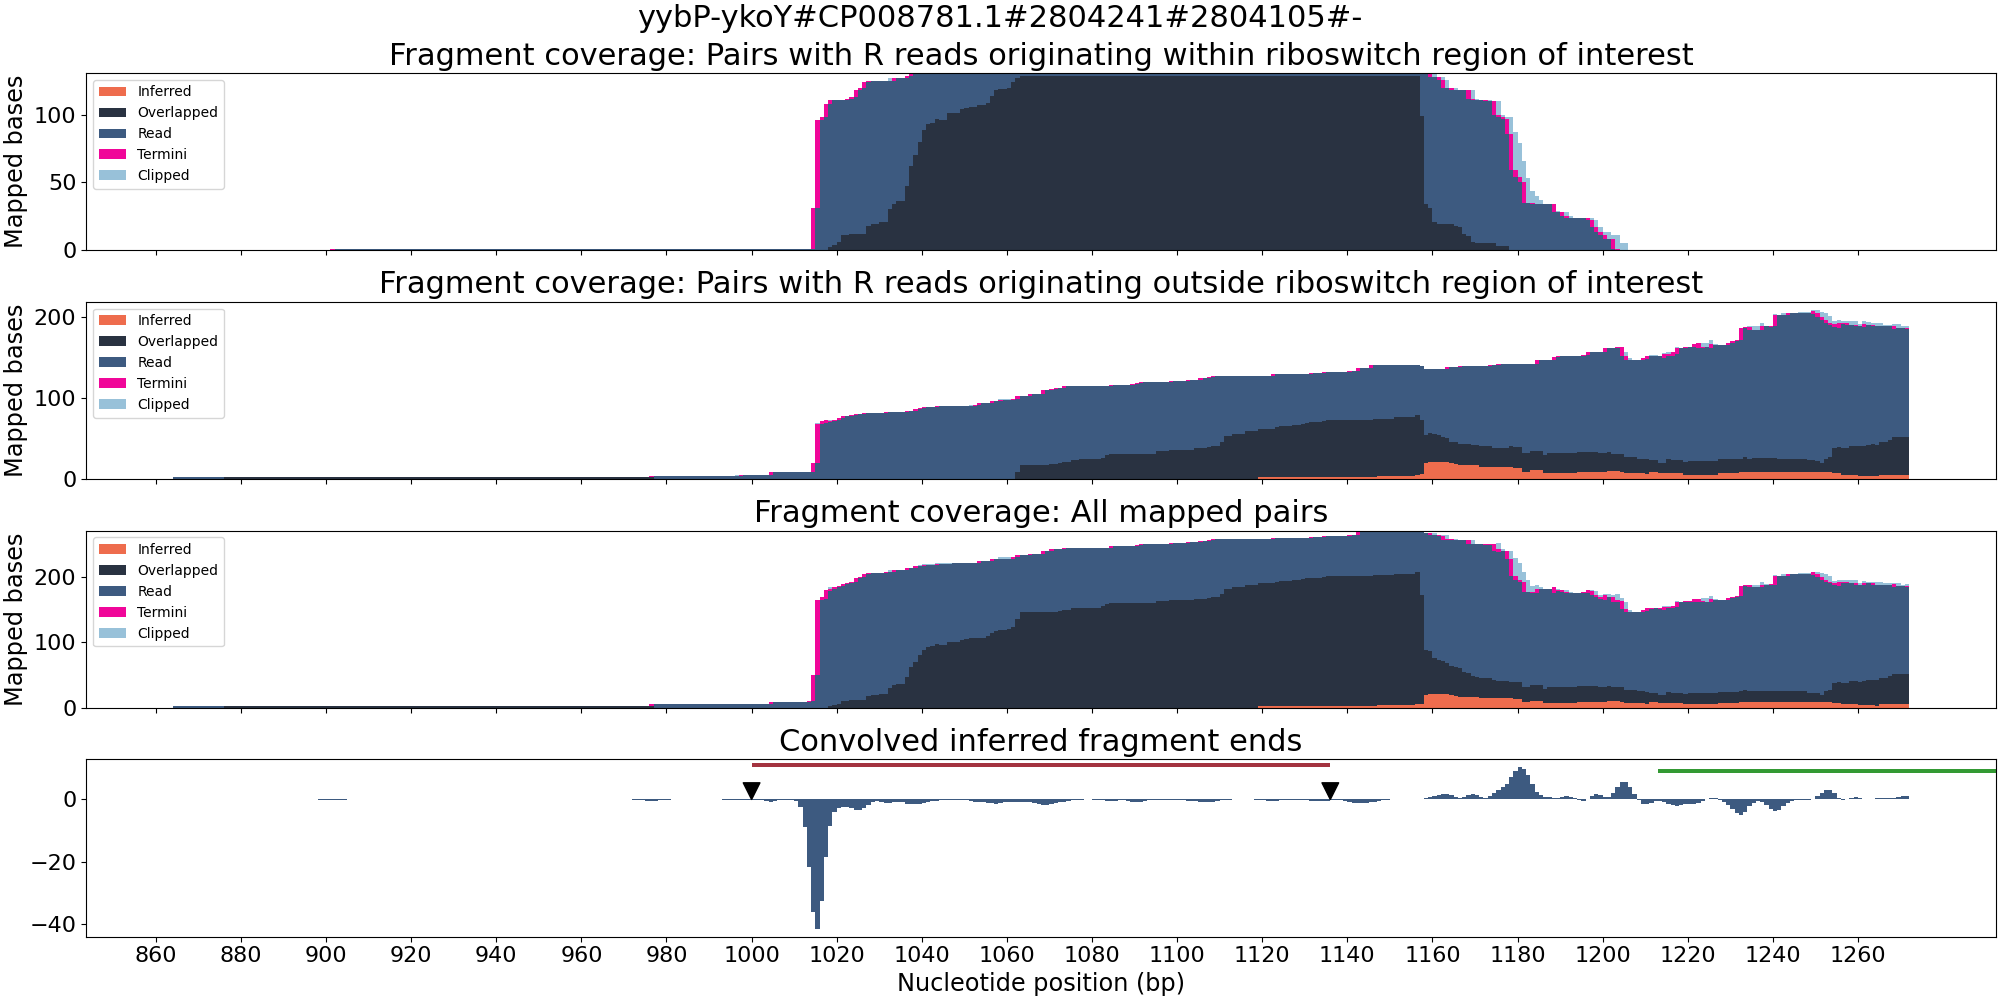 yybP-ykoY#CP008781.1#2804241#2804105#-
Fragment coverage: Pairs with R reads originating within riboswitch region of interest
Mapped bases
100
50
0
Inferred
Overlapped
Read
Termini
Clipped
Fragment coverage: Pairs with R reads originating outside riboswitch region of interest
Mapped bases
200
100
0
Inferred
Overlapped
Read
Termini
Clipped
Fragment coverage: All mapped pairs
Mapped bases
200
100
0
Inferred
Overlapped
Read
Termini
Clipped
Convolved inferred fragment ends
0
−20
−40
860 880 900 920 940 960 980 1000 1020 1040 1060 1080 1100 1120 1140 1160 1180 1200 1220 1240 1260
Nucleotide position (bp)